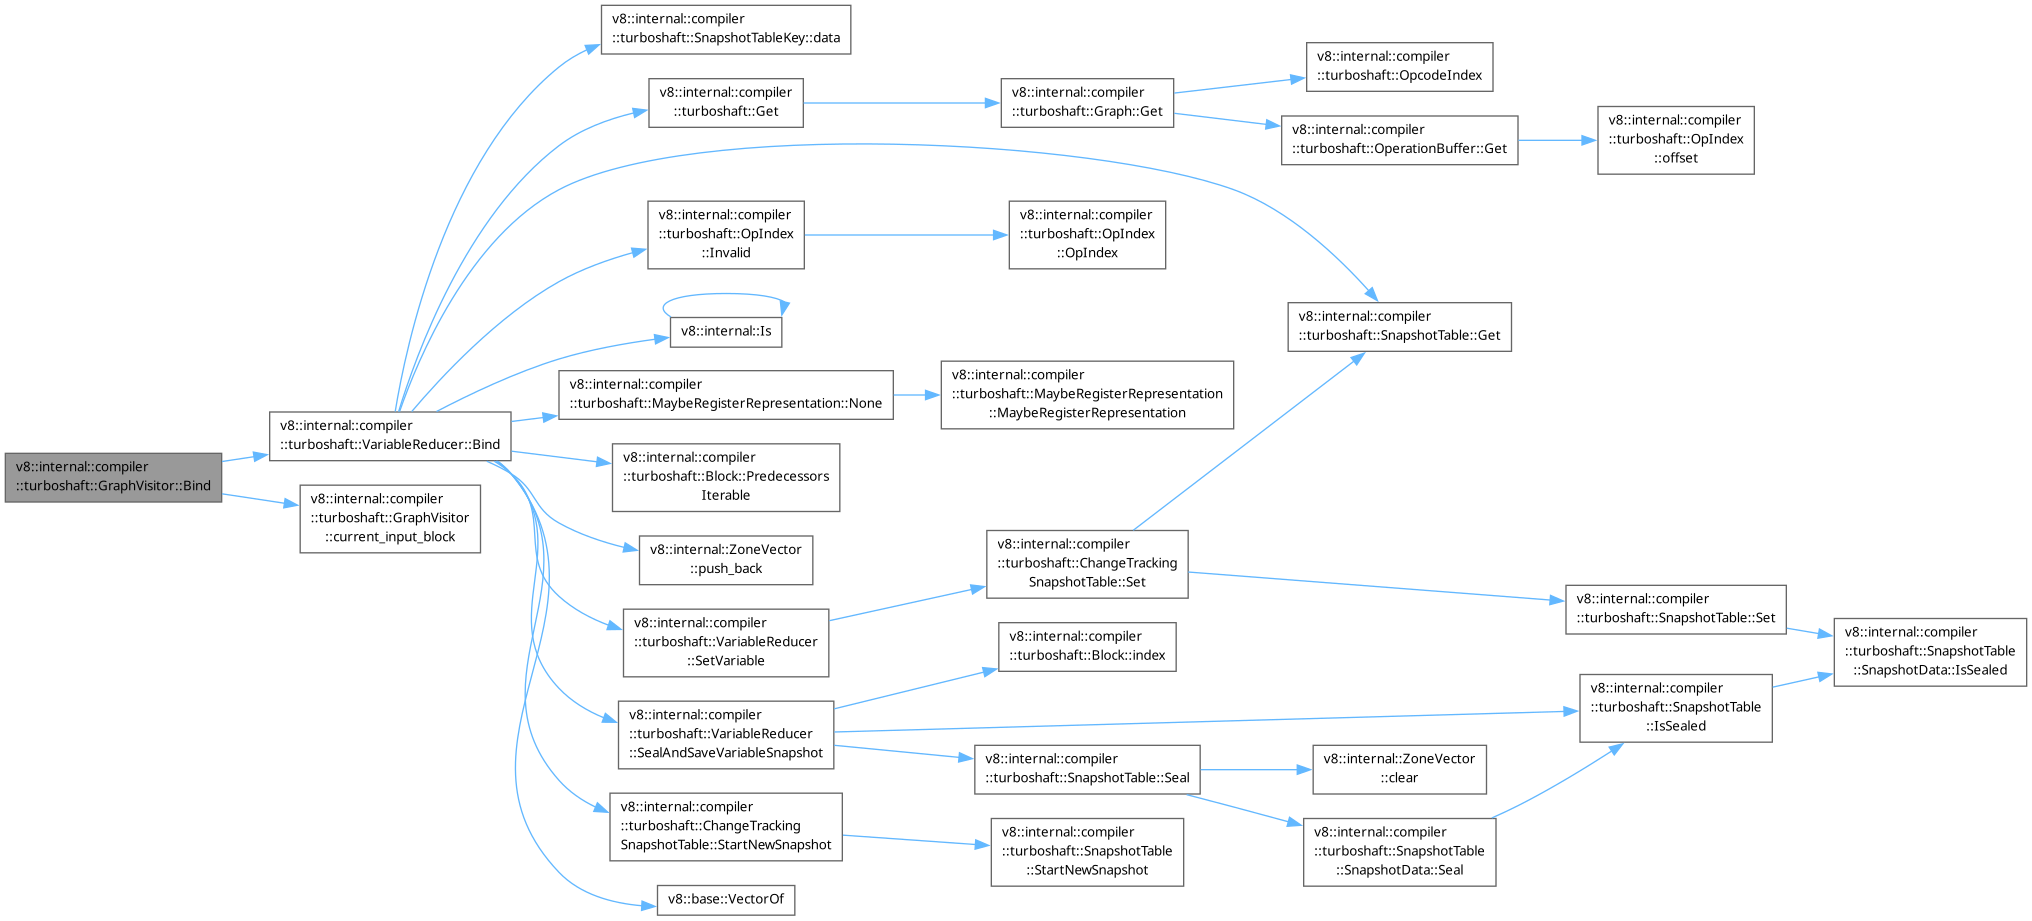 v8::internal::compiler
::turboshaft::GraphVisitor::Bind
v8::internal::compiler
::turboshaft::VariableReducer::Bind
v8::internal::compiler
::turboshaft::GraphVisitor
::current_input_block
v8::internal::compiler
::turboshaft::SnapshotTableKey::data
v8::internal::compiler
::turboshaft::Get
v8::internal::compiler
::turboshaft::OpIndex
::Invalid
v8::internal::Is
v8::internal::compiler
::turboshaft::MaybeRegisterRepresentation::None
v8::internal::compiler
::turboshaft::Block::Predecessors
Iterable
v8::internal::ZoneVector
::push_back
v8::internal::compiler
::turboshaft::VariableReducer
::SetVariable
v8::internal::compiler
::turboshaft::VariableReducer
::SealAndSaveVariableSnapshot
v8::internal::compiler
::turboshaft::ChangeTracking
SnapshotTable::StartNewSnapshot
v8::base::VectorOf
v8::internal::compiler
::turboshaft::Graph::Get
v8::internal::compiler
::turboshaft::OpIndex
::OpIndex
v8::internal::compiler
::turboshaft::MaybeRegisterRepresentation
::MaybeRegisterRepresentation
v8::internal::compiler
::turboshaft::ChangeTracking
SnapshotTable::Set
v8::internal::compiler
::turboshaft::Block::index
v8::internal::compiler
::turboshaft::SnapshotTable::Seal
v8::internal::compiler
::turboshaft::SnapshotTable
::StartNewSnapshot
v8::internal::compiler
::turboshaft::OpcodeIndex
v8::internal::compiler
::turboshaft::OperationBuffer::Get
v8::internal::compiler
::turboshaft::SnapshotTable::Get
v8::internal::ZoneVector
::clear
v8::internal::compiler
::turboshaft::SnapshotTable
::SnapshotData::Seal
v8::internal::compiler
::turboshaft::OpIndex
::offset
v8::internal::compiler
::turboshaft::SnapshotTable::Set
v8::internal::compiler
::turboshaft::SnapshotTable
::IsSealed
v8::internal::compiler
::turboshaft::SnapshotTable
::SnapshotData::IsSealed